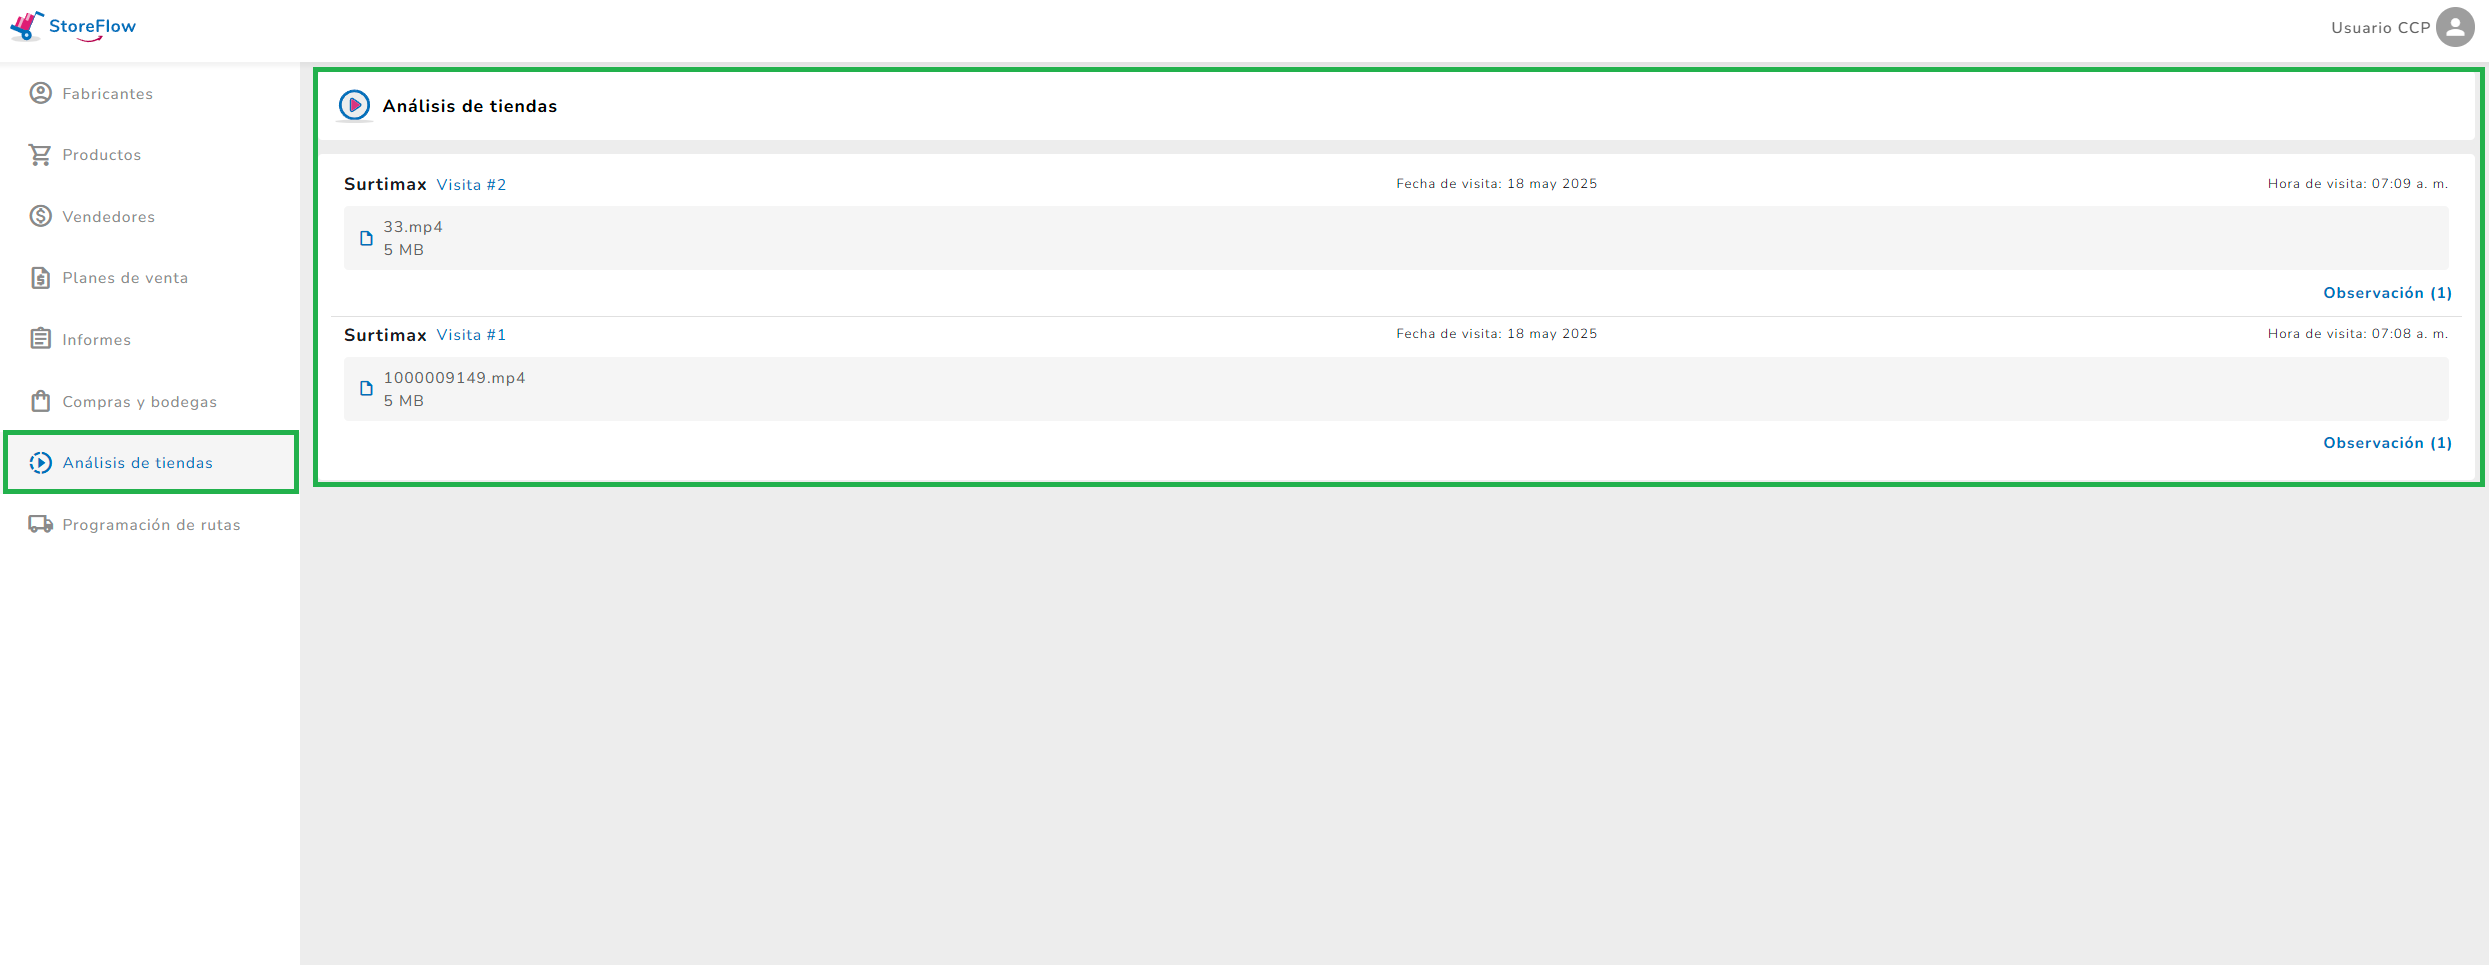 StoreFlow
Usuario CCP
Fabricantes
Productos
Vendedores
Planes de venta
Informes
Compras y bodegas
Análisis de tiendas
Programación de rutas
Análisis de tiendas
Surtimax Visita #2 Fecha de visita: 18 may 2025 Hora de visita: 07:09 a. m.
33.mp4
5 MB
Observación (1)
Surtimax Visita #1 Fecha de visita: 18 may 2025 Hora de visita: 07:08 a. m.
1000009149.mp4
5 MB
Observación (1)